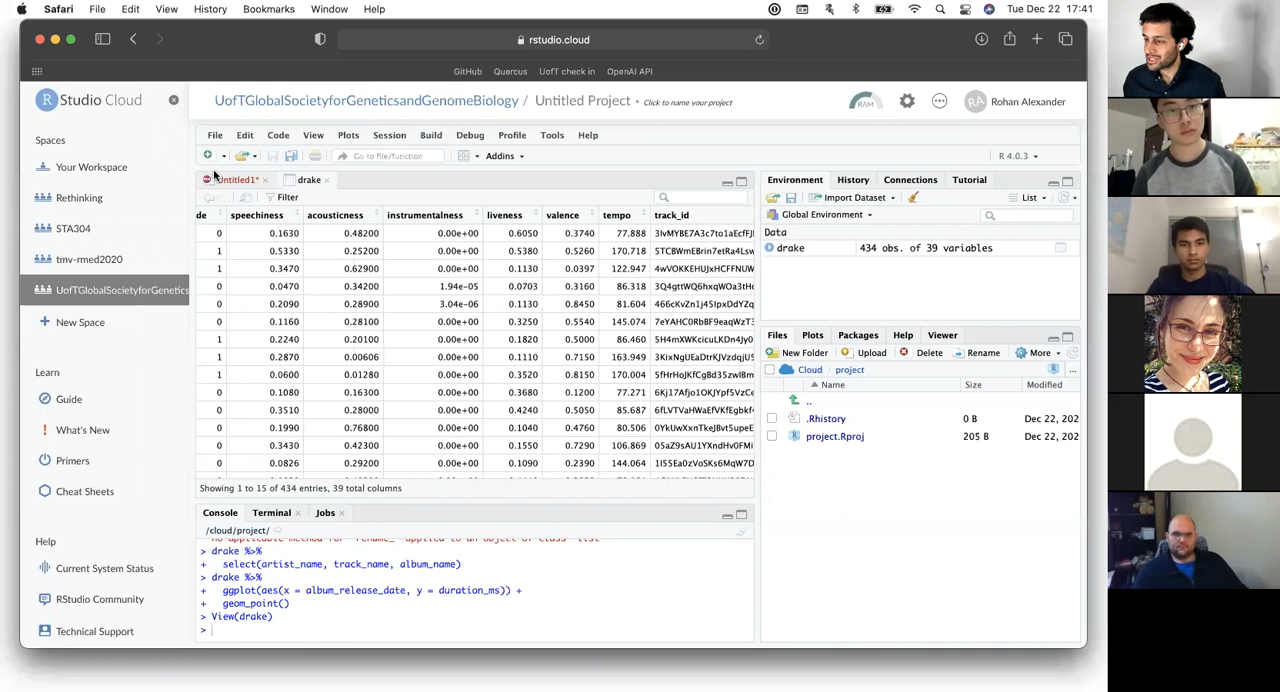 Safari File Edit View History Bookmarks Window Help Tue Dec 22 17:41
rstudio.cloud
GitHub Quercus UofT check in OpenAI API
R Studio Cloud
UofTGlobalSocietyforGeneticsandGenomeBiology / Untitled Project Click to name your project RAM RA Rohan Alexander
Spaces
Your Workspace
Rethinking
STA304
tmv-rmed2020
UofTGlobalSocietyforGenetics
New Space
Learn
Guide
What's New
Primers
Cheat Sheets
Help
Current System Status
RStudio Community
Technical Support
File Edit Code View Plots Session Build Debug Profile Tools Help
Go to file/function Addins R 4.0.3
Untitled1* drake
Filter
de speechiness acousticness instrumentalness liveness valence tempo track_id
0 0.1630 0.48200 0.00e+00 0.6050 0.3740 77.888
1 0.5330 0.25200 0.00e+00 0.5380 0.5260 170.718
1 0.3470 0.62900 0.00e+00 0.1130 0.0397 122.947
0 0.0470 0.34200 1.94e-05 0.0703 0.3160 86.318
0 0.2090 0.28900 3.04e-06 0.1130 0.8450 81.604
0 0.1160 0.28100 0.00e+00 0.3250 0.5540 145.074
1 0.2240 0.20100 0.00e+00 0.1820 0.5000 86.460
1 0.2870 0.00606 0.00e+00 0.1110 0.7150 163.949
1 0.0600 0.01280 0.00e+00 0.3520 0.8150 170.004
0 0.1080 0.16300 0.00e+00 0.3680 0.1220 77.271
0 0.3510 0.28000 0.00e+00 0.4240 0.5050 85.687
0 0.1990 0.76800 0.00e+00 0.1040 0.4760 80.506
0 0.3430 0.42300 0.00e+00 0.1550 0.7290 106.869
0 0.0826 0.29200 0.00e+00 0.1090 0.2390 144.064
Showing 1 to 15 of 434 entries, 39 total columns
Console Terminal Jobs
/cloud/project/
> drake %>%
+ select(artist_name, track_name, album_name)
> drake %>%
+ ggplot(aes(x = album_release_date, y = duration_ms)) +
+ geom_point()
> View(drake)
>
Environment History Connections Tutorial
Import Dataset List
Global Environment
Data
drake 434 obs. of 39 variables
Files Plots Packages Help Viewer
New Folder Upload Delete Rename More
Cloud project
Name Size Modified
..
.Rhistory 0 B Dec 22, 202
project.Rproj 205 B Dec 22, 202